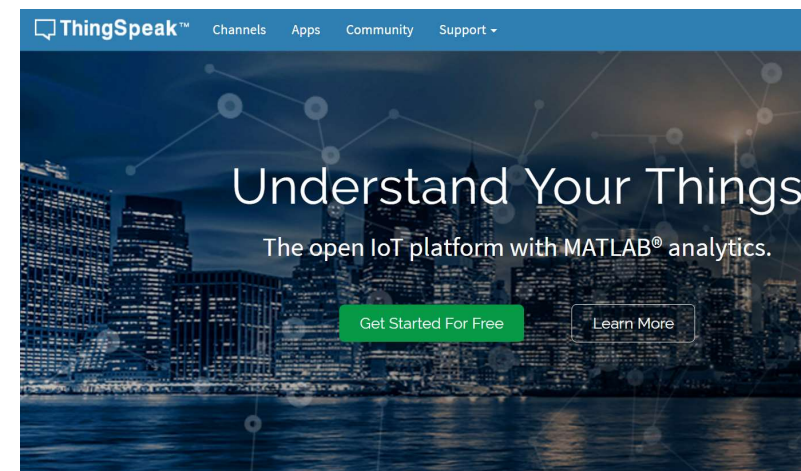 ThingSpeak™ Channels Apps Community Support
Understand Your Things
The open IoT platform with MATLAB® analytics.
Get Started For Free Learn More